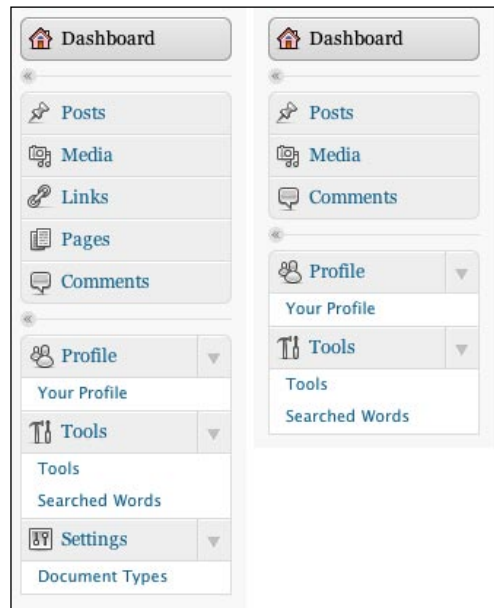 Dashboard
Posts
Media
Links
Pages
Comments
Profile
Your Profile
Tools
Tools
Searched Words
Settings
Document Types
Dashboard
Posts
Media
Comments
Profile
Your Profile
Tools
Tools
Searched Words